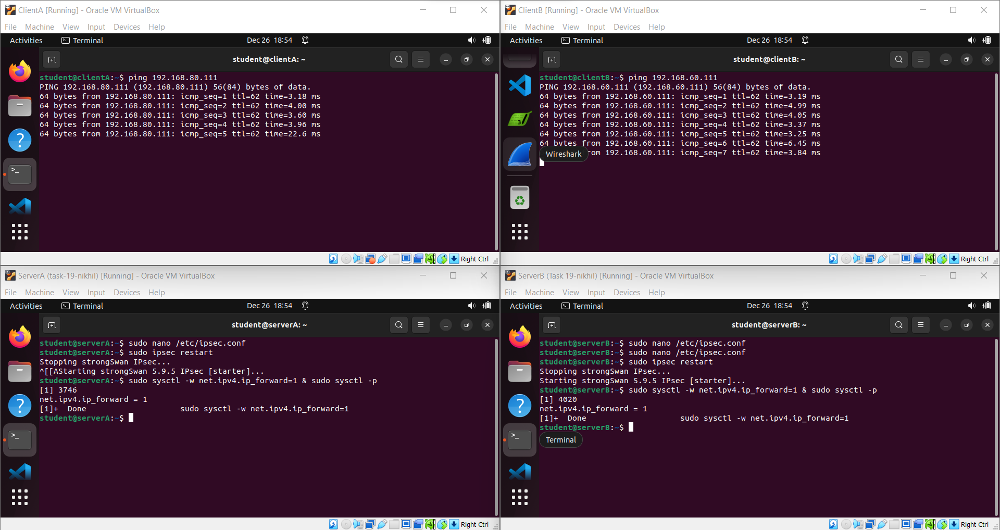 ClientA [Running] - Oracle VM VirtualBox
File Machine View Input Devices Help
Activities Terminal Dec 26 18:54
student@clientA: ~
student@clientA:~$ ping 192.168.80.111
PING 192.168.80.111 (192.168.80.111) 56(84) bytes of data.
64 bytes from 192.168.80.111: icmp_seq=1 ttl=62 time=3.18 ms
64 bytes from 192.168.80.111: icmp_seq=2 ttl=62 time=4.00 ms
64 bytes from 192.168.80.111: icmp_seq=3 ttl=62 time=3.60 ms
64 bytes from 192.168.80.111: icmp_seq=4 ttl=62 time=3.96 ms
64 bytes from 192.168.80.111: icmp_seq=5 ttl=62 time=22.6 ms
Right Ctrl
ClientB [Running] - Oracle VM VirtualBox
File Machine View Input Devices Help
Activities Terminal Dec 26 18:54
student@clientB: ~
student@clientB:~$ ping 192.168.60.111
PING 192.168.60.111 (192.168.60.111) 56(84) bytes of data.
64 bytes from 192.168.60.111: icmp_seq=1 ttl=62 time=3.19 ms
64 bytes from 192.168.60.111: icmp_seq=2 ttl=62 time=4.99 ms
64 bytes from 192.168.60.111: icmp_seq=3 ttl=62 time=4.05 ms
64 bytes from 192.168.60.111: icmp_seq=4 ttl=62 time=3.37 ms
64 bytes from 192.168.60.111: icmp_seq=5 ttl=62 time=3.25 ms
64 bytes from 192.168.60.111: icmp_seq=6 ttl=62 time=6.45 ms
om 192.168.60.111: icmp_seq=7 ttl=62 time=3.84 ms
Wireshark
Right Ctrl
ServerA (task-19-nikhil) [Running] - Oracle VM VirtualBox
File Machine View Input Devices Help
Activities Terminal Dec 26 18:54
student@serverA: ~
student@serverA:~$ sudo nano /etc/ipsec.conf
student@serverA:~$ sudo ipsec restart
Stopping strongSwan IPsec...
^[[AStarting strongSwan 5.9.5 IPsec [starter]...
student@serverA:~$ sudo sysctl -w net.ipv4.ip_forward=1 & sudo sysctl -p
[1] 3746
net.ipv4.ip_forward = 1
[1]+  Done                    sudo sysctl -w net.ipv4.ip_forward=1
student@serverA:~$
Right Ctrl
ServerB (Task 19-nikhil) [Running] - Oracle VM VirtualBox
File Machine View Input Devices Help
Activities Terminal Dec 26 18:54
student@serverB: ~
student@serverB:~$ sudo nano /etc/ipsec.conf
student@serverB:~$ sudo nano /etc/ipsec.conf
student@serverB:~$ sudo ipsec restart
Stopping strongSwan IPsec...
Starting strongSwan 5.9.5 IPsec [starter]...
student@serverB:~$ sudo sysctl -w net.ipv4.ip_forward=1 & sudo sysctl -p
[1] 4020
net.ipv4.ip_forward = 1
[1]+  Done                    sudo sysctl -w net.ipv4.ip_forward=1
student@serverB:~$
Terminal
Right Ctrl